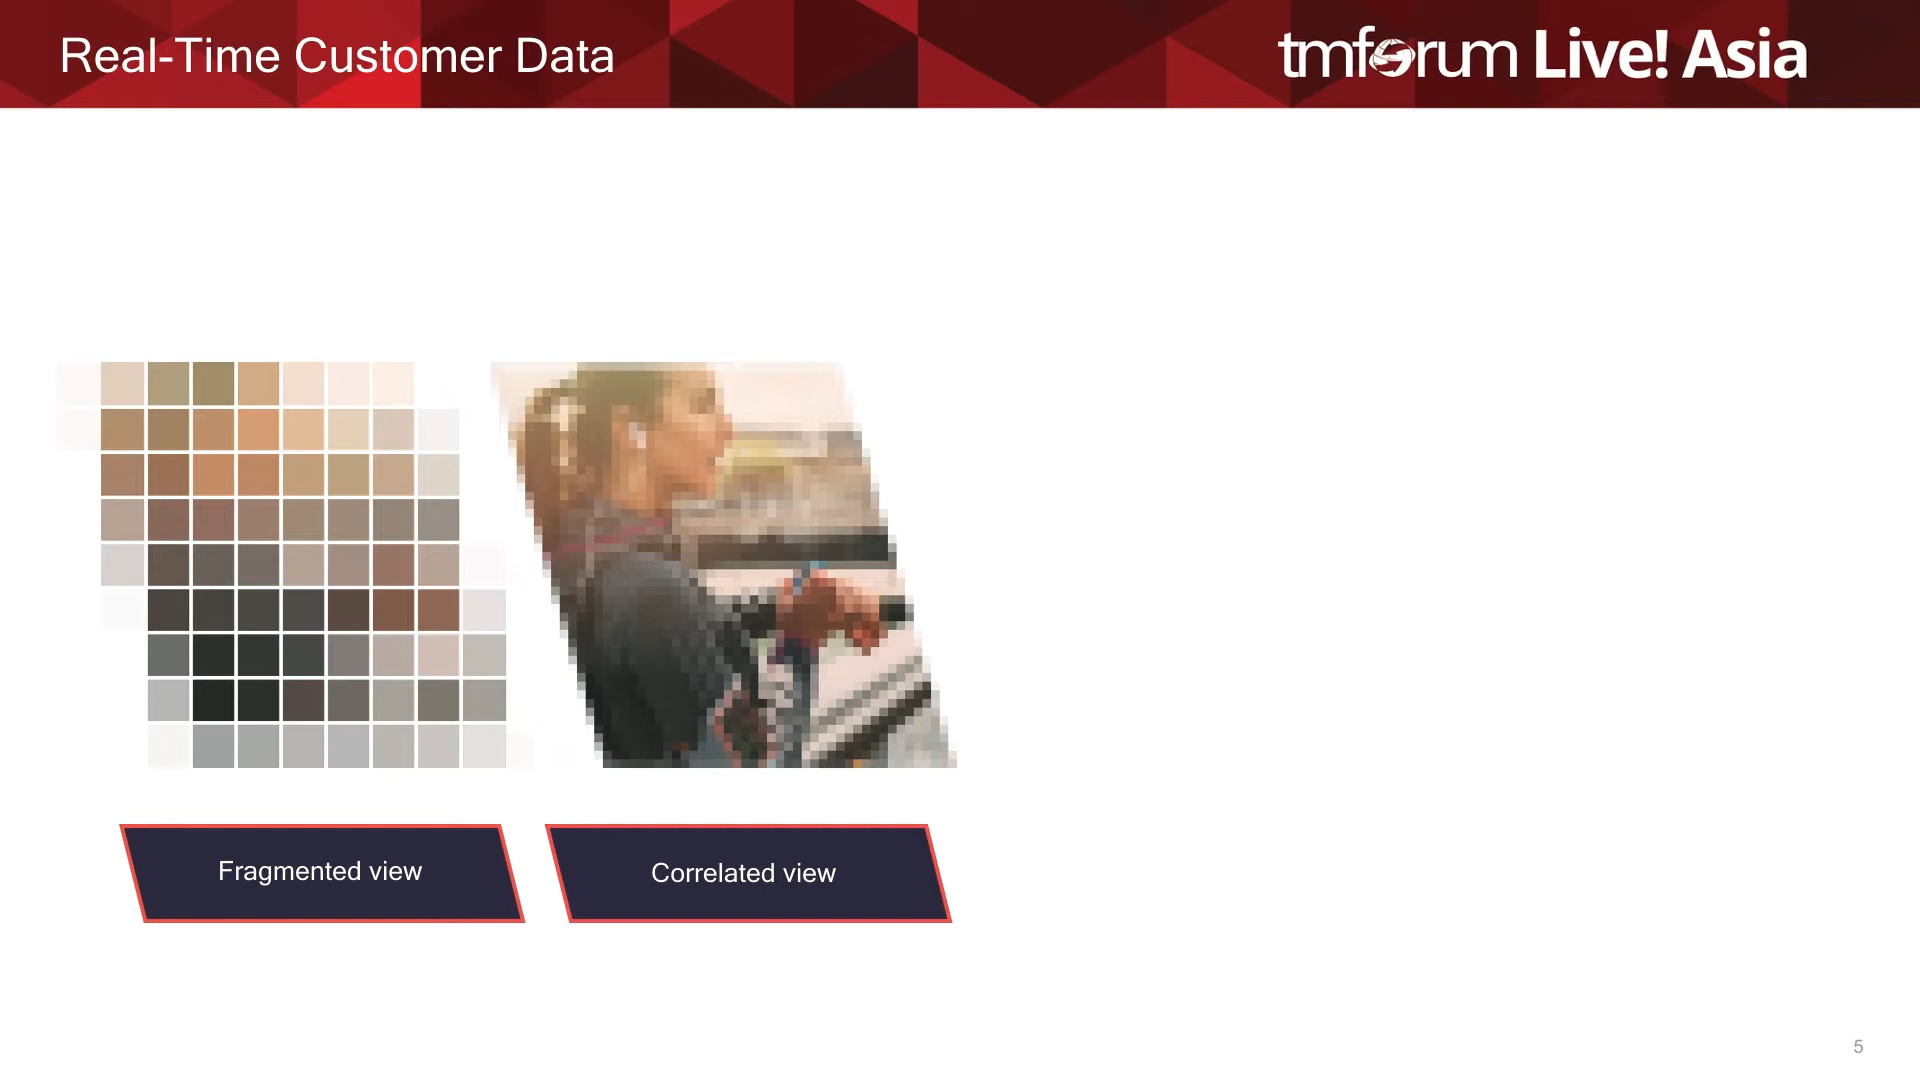 Real-Time Customer Data
tmforum Live! Asia
Fragmented view
Correlated view
5